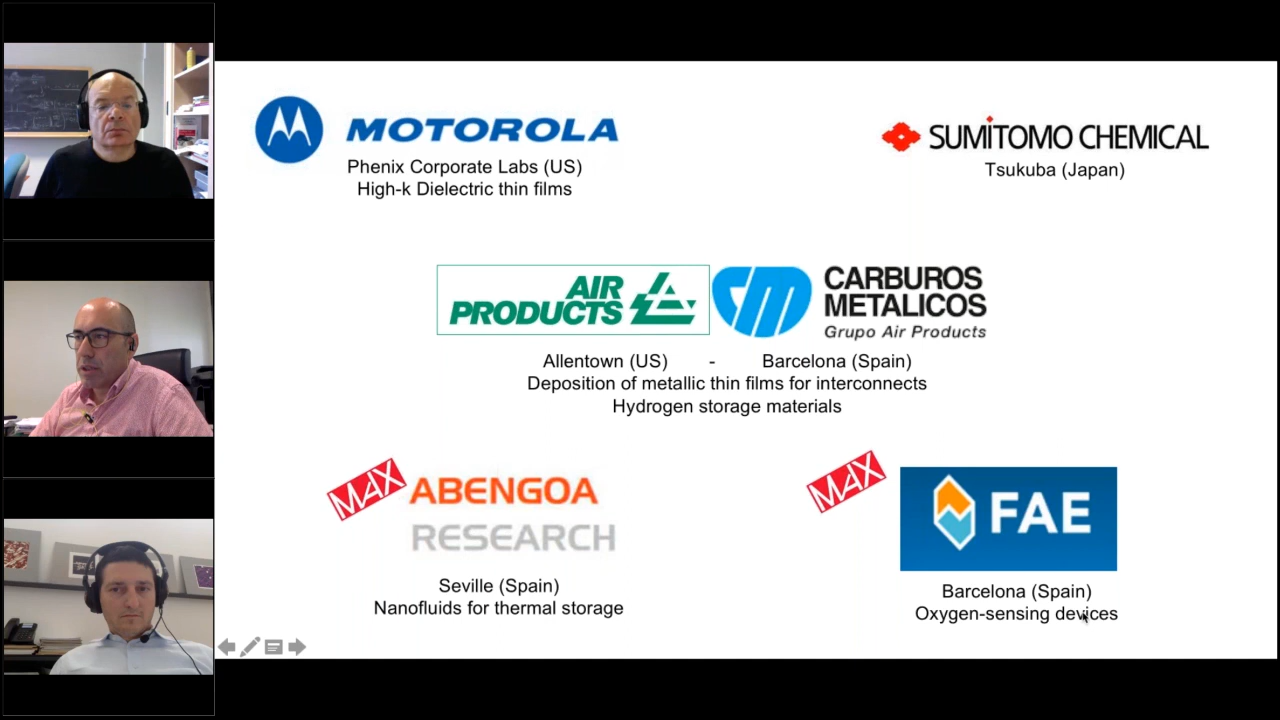 MOTOROLA
Phenix Corporate Labs (US)
High-k Dielectric thin films
SUMITOMO CHEMICAL
Tsukuba (Japan)
AIR
PRODUCTS
CARBUROS
METALICOS
Grupo Air Products
Allentown (US) - Barcelona (Spain)
Deposition of metallic thin films for interconnects
Hydrogen storage materials
MAX
ABENGOA
RESEARCH
Seville (Spain)
Nanofluids for thermal storage
MAX
FAE
Barcelona (Spain)
Oxygen-sensing devices